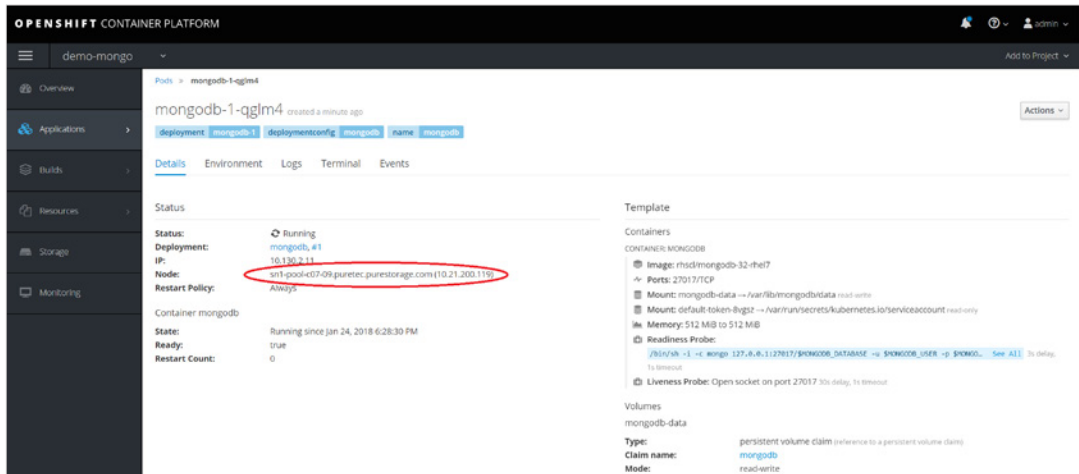 OPENSHIFT CONTAINER PLATFORM
admin
demo-mongo
Add to Project
Overview
Applications
Builds
Resources
Storage
Monitoring
Pods » mongodb-1-qglm4
mongodb-1-qglm4 created a minute ago
Actions
deployment mongodb-1 deploymentconfig mongodb name mongodb
Details Environment Logs Terminal Events
Status
Status: Running
Deployment: mongodb, #1
IP: 10.130.2.11
Node: sn1-pool-c07-09.puretec.purestorage.com (10.21.200.119)
Restart Policy: Always
Container mongodb
State: Running since Jan 24, 2018 6:28:30 PM
Ready: true
Restart Count: 0
Template
Containers
CONTAINER: MONGODB
Image: rhscl/mongodb-32-rhel7
Ports: 27017/TCP
Mount: mongodb-data → /var/lib/mongodb/data read-write
Mount: default-token-8vgsz → /var/run/secrets/kubernetes.io/serviceaccount read-only
Memory: 512 MiB to 512 MiB
Readiness Probe:
/bin/sh -i -c mongo 127.0.0.1:27017/$MONGODB_DATABASE -u $MONGODB_USER -p $MONGO… See All 3s delay,
1s timeout
Liveness Probe: Open socket on port 27017 30s delay, 1s timeout
Volumes
mongodb-data
Type: persistent volume claim (reference to a persistent volume claim)
Claim name: mongodb
Mode: read-write